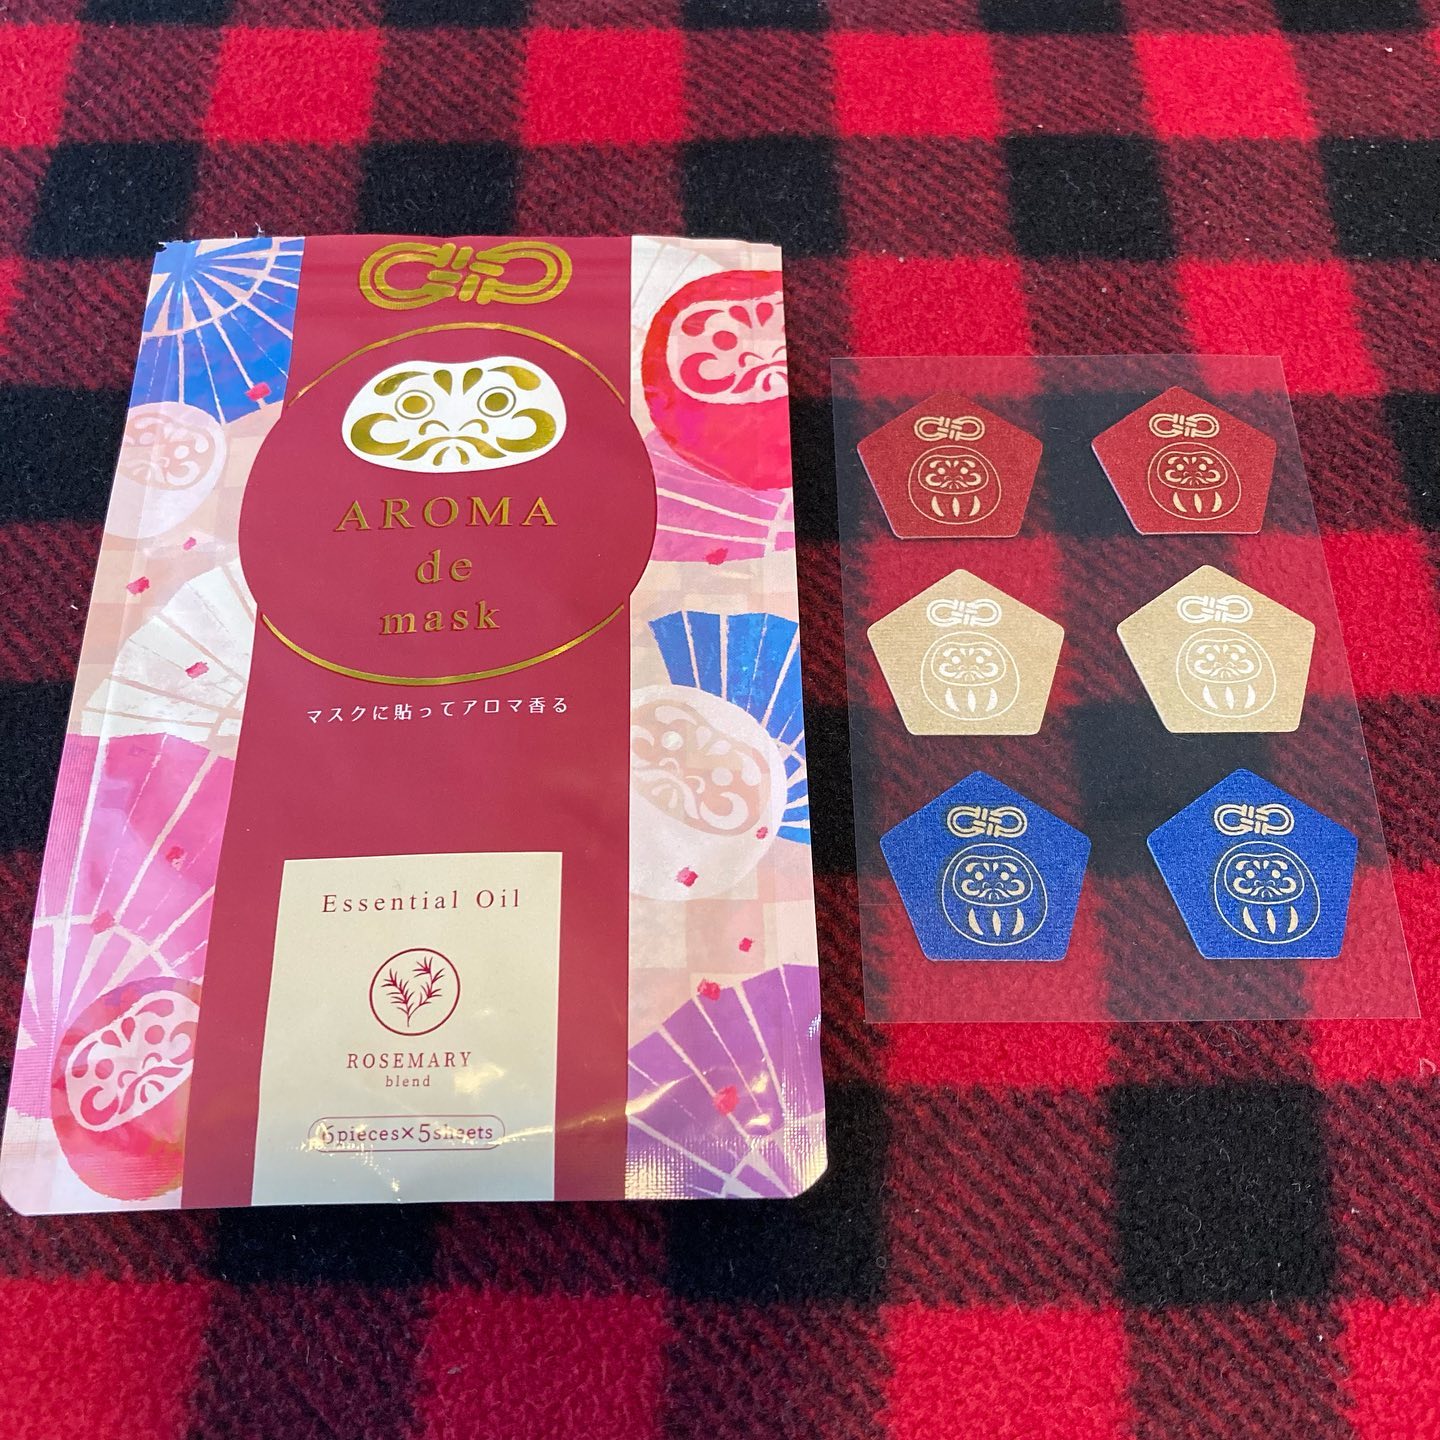 AROMA
de
mask
マスクに貼ってアロマ香る
Essential Oil
ROSEMARY
blend
6pieces×5sheets